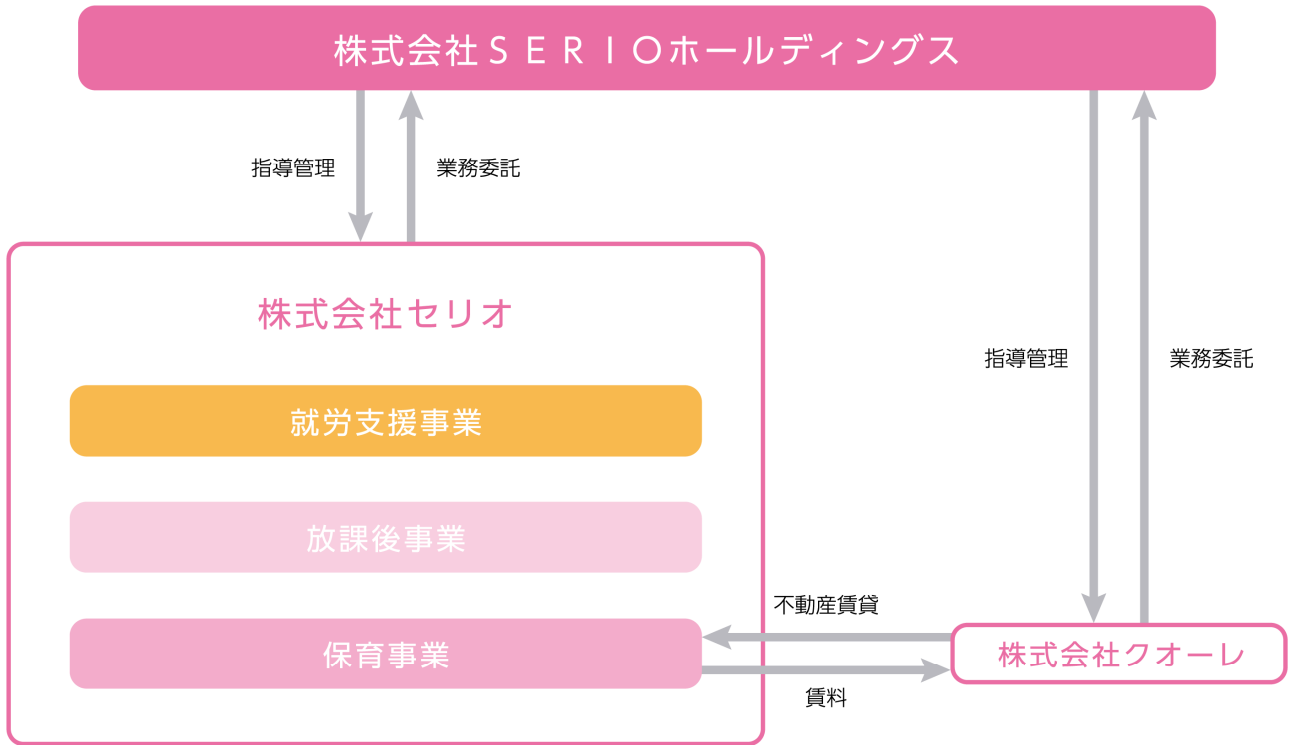 株式会社ＳＥＲＩＯホールディングス
指導管理
業務委託
株式会社セリオ
指導管理
業務委託
就労支援事業
放課後事業
不動産賃貸
保育事業
株式会社クオーレ
賃料